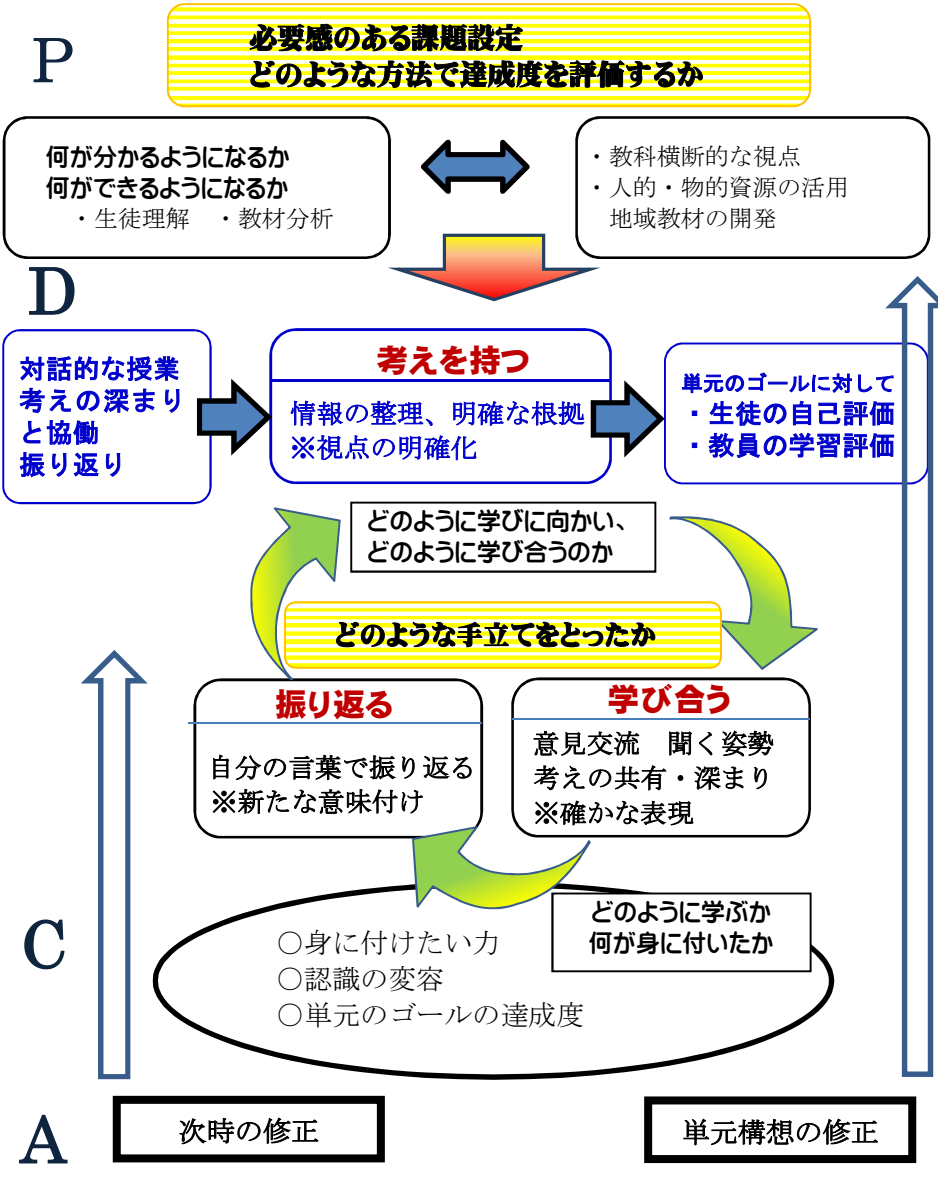 P
必要感のある課題設定
どのような方法で達成度を評価するか
何が分かるようになるか
何ができるようになるか
・生徒理解　・教材分析
・教科横断的な視点
・人的・物的資源の活用
地域教材の開発
D
対話的な授業
考えの深まり
と協働
振り返り
考えを持つ
情報の整理、明確な根拠
※視点の明確化
単元のゴールに対して
・生徒の自己評価
・教員の学習評価
どのように学びに向かい、
どのように学び合うのか
どのような手立てをとったか
振り返る
自分の言葉で振り返る
※新たな意味付け
学び合う
意見交流　聞く姿勢
考えの共有・深まり
※確かな表現
C
どのように学ぶか
何が身に付いたか
○身に付けたい力
○認識の変容
○単元のゴールの達成度
A
次時の修正
単元構想の修正